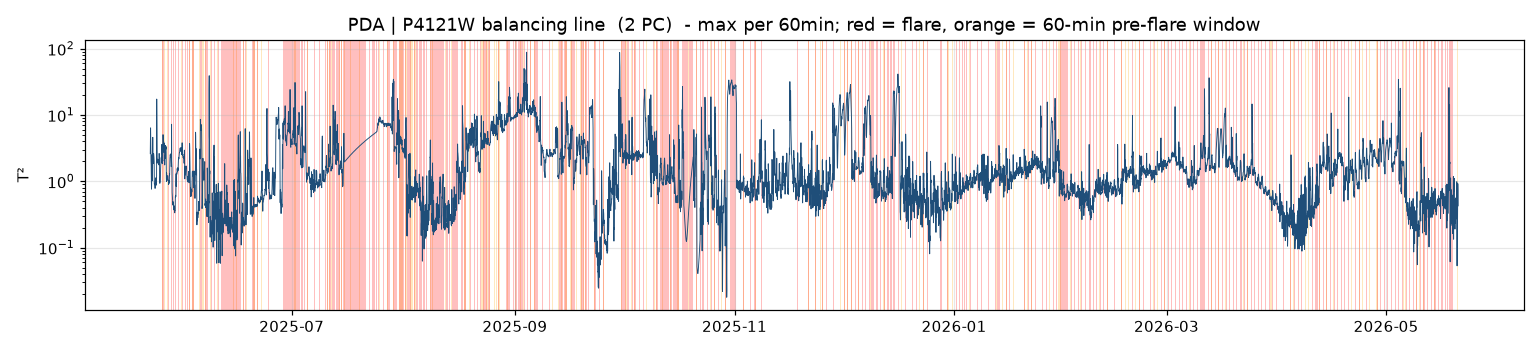 PDA | P4121W balancing line (2 PC) - max per 60min; red = flare, orange = 60-min pre-flare window
T²
10²
10¹
10⁰
10⁻¹
2025-07 2025-09 2025-11 2026-01 2026-03 2026-05